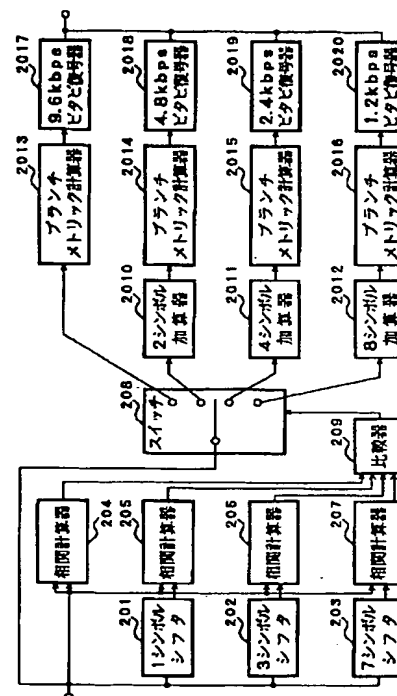 204
相関計算器
205
相関計算器
206
相関計算器
207
相関計算器
201
1シンボル
シフタ
202
3シンボル
シフタ
203
7シンボル
シフタ
209
比較器
208
スイッチ
2010
2シンボル
加算器
2011
4シンボル
加算器
2012
8シンボル
加算器
2013
ブランチ
メトリック計算器
2014
ブランチ
メトリック計算器
2015
ブランチ
メトリック計算器
2016
ブランチ
メトリック計算器
2017
9.6kbps
ビタビ復号器
2018
4.8kbps
ビタビ復号器
2019
2.4kbps
ビタビ復号器
2020
1.2kbps
ビタビ復号器